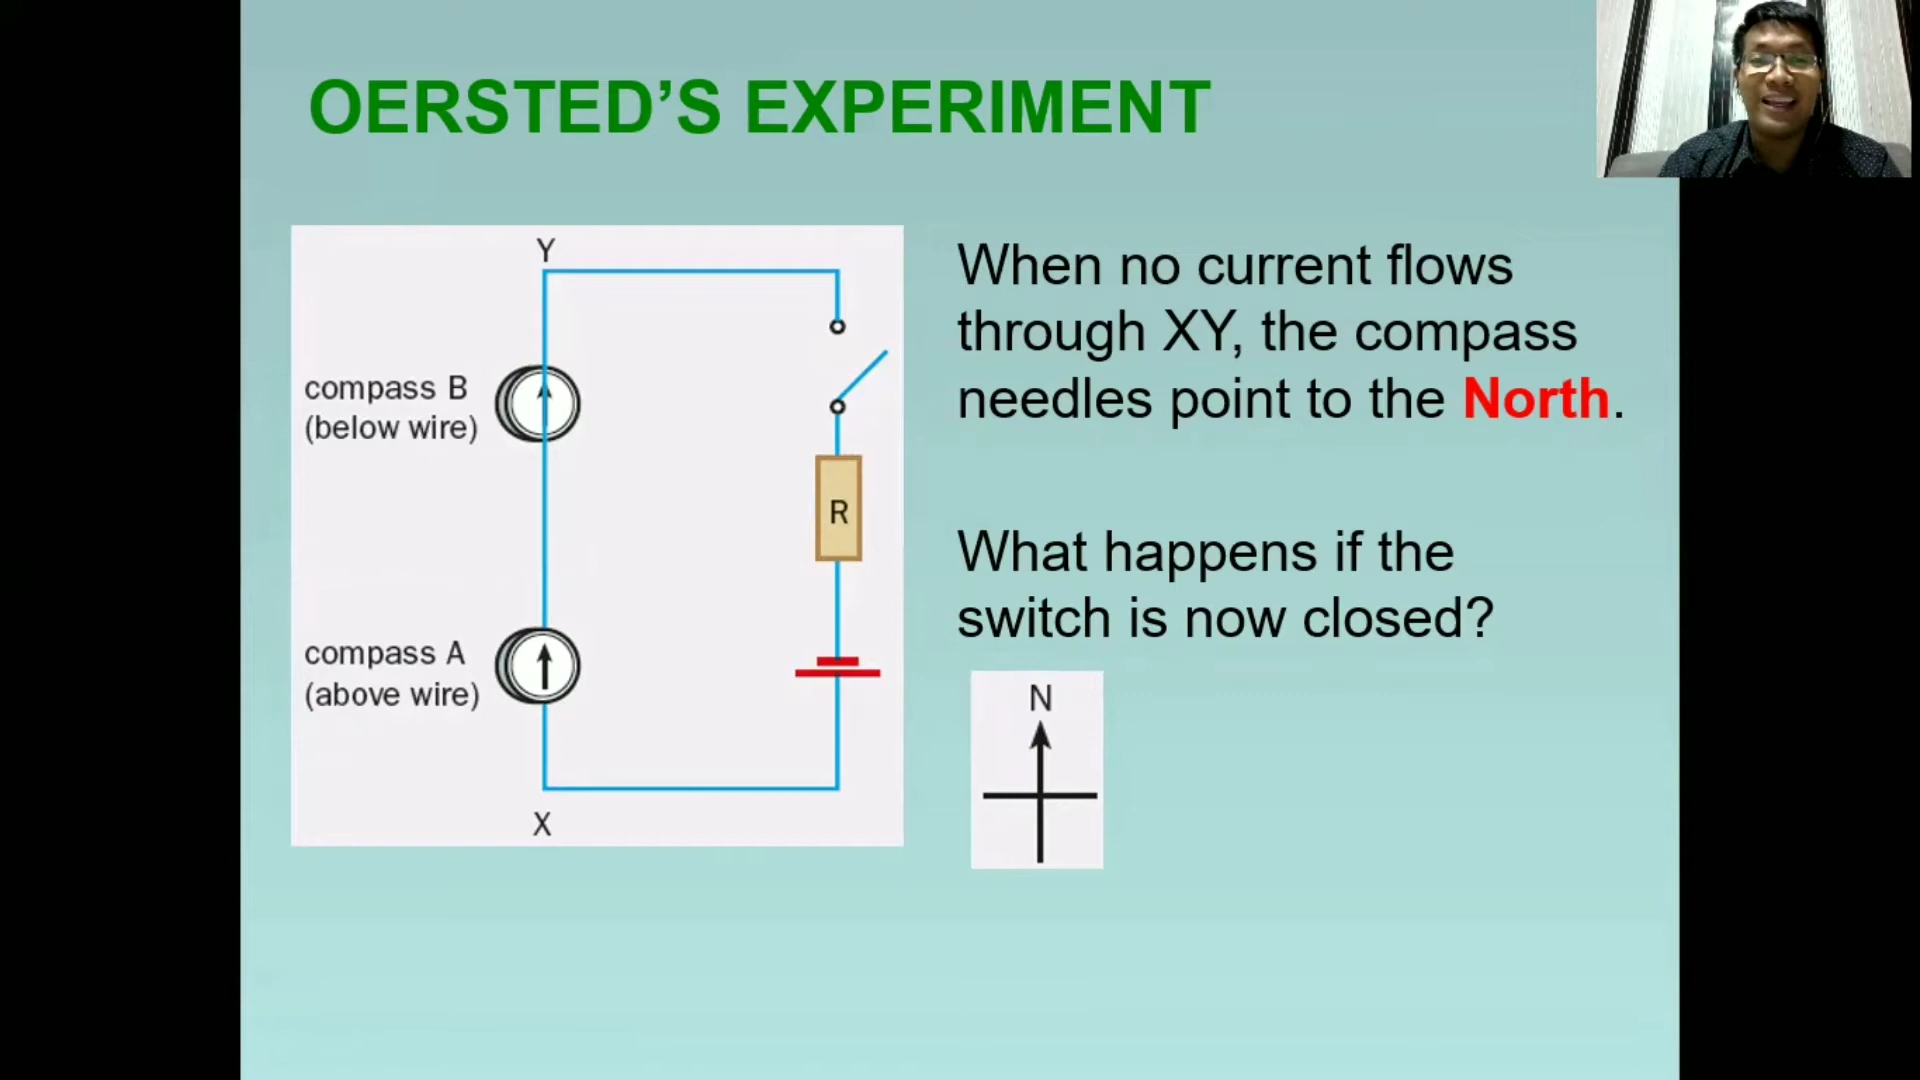 OERSTED’S EXPERIMENT
Y
compass B
(below wire)
R
compass A
(above wire)
X
When no current flows
through XY, the compass
needles point to the North.
What happens if the
switch is now closed?
N